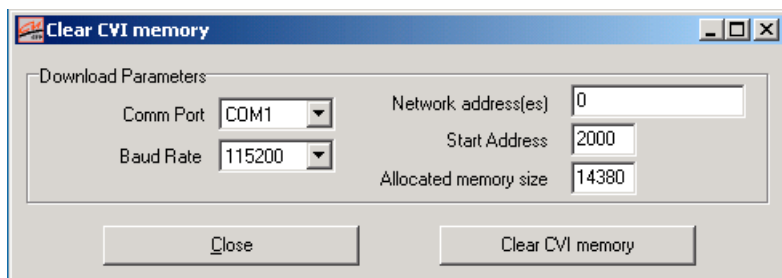 Clear CVI memory
Download Parameters
Comm Port COM1
Network address(es) 0
Baud Rate 115200
Start Address 2000
Allocated memory size 14380
Close
Clear CVI memory